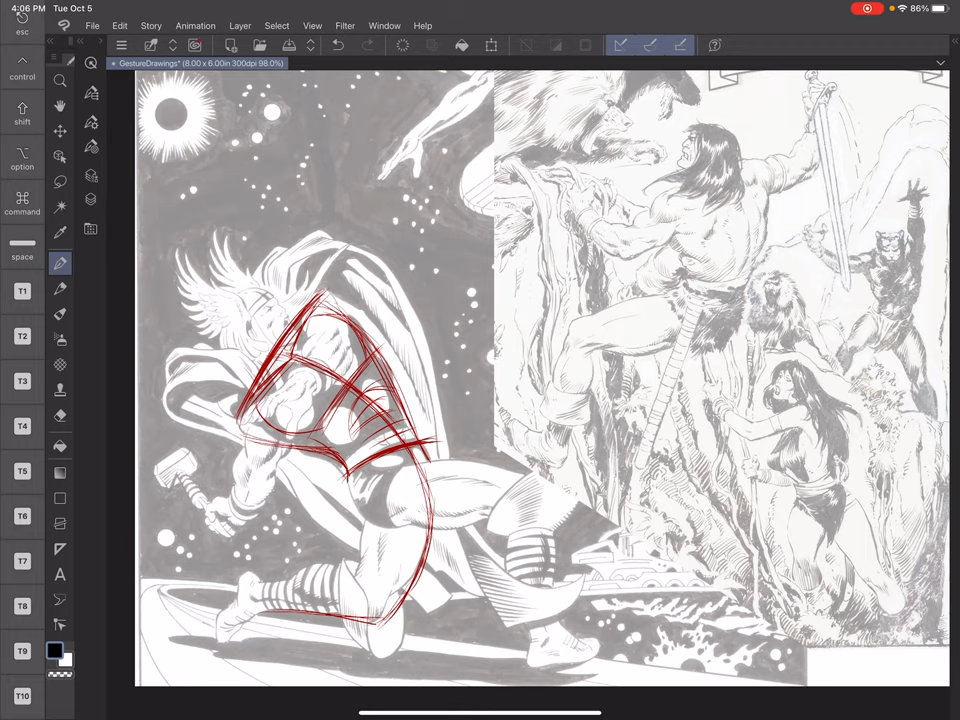 4:06 PM Tue Oct 5
86%
esc
File Edit Story Animation Layer Select View Filter Window Help
control
GestureDrawings* (8.00 x 6.00in 300dpi 98.0%)
shift
option
command
space
T1
T2
T3
T4
T5
T6
T7
A
T8
T9
T10